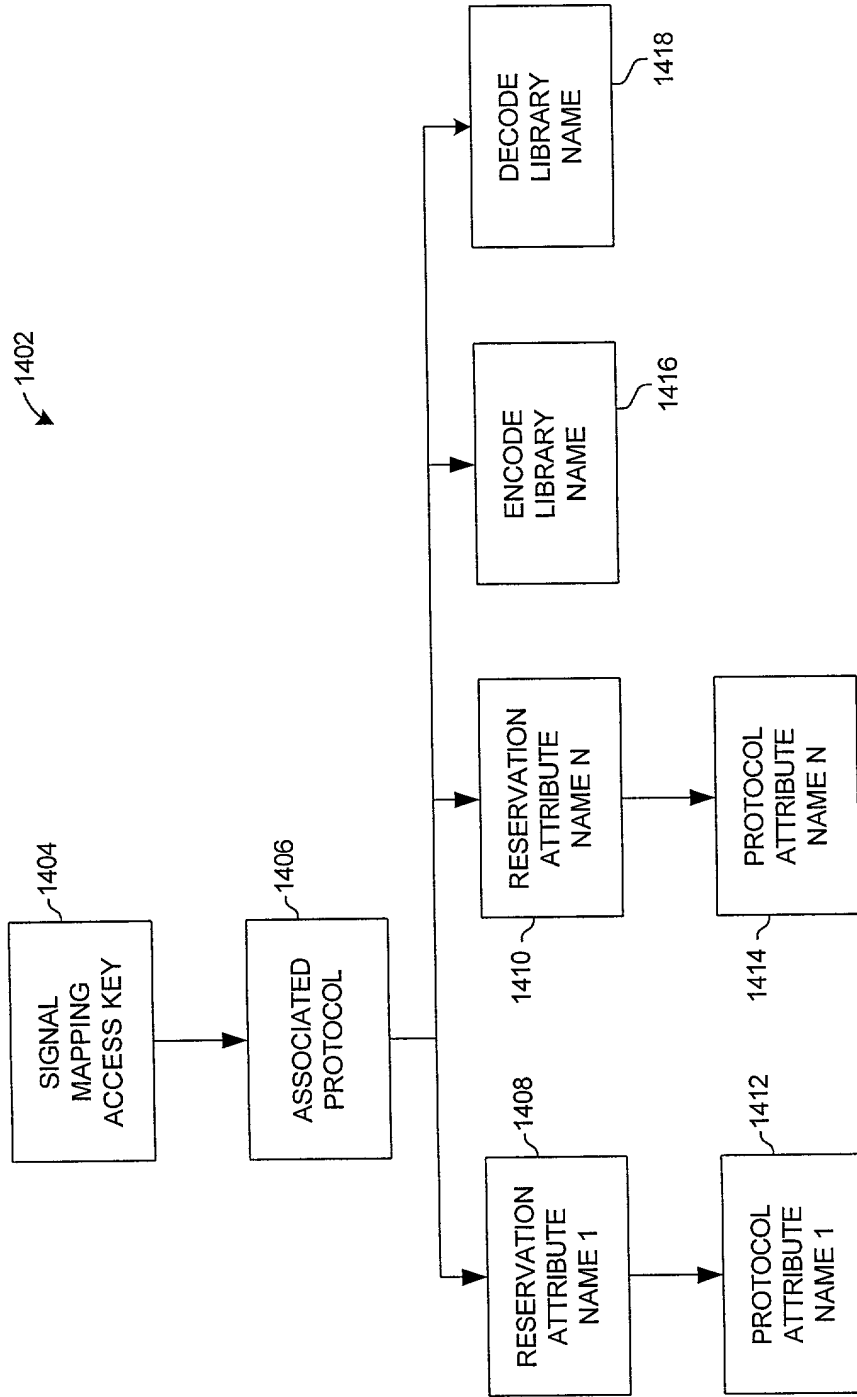 1402
1404
SIGNAL
MAPPING
ACCESS KEY
1406
ASSOCIATED
PROTOCOL
1408
RESERVATION
ATTRIBUTE
NAME 1
1410
RESERVATION
ATTRIBUTE
NAME N
ENCODE
LIBRARY
NAME
1416
DECODE
LIBRARY
NAME
1418
1412
PROTOCOL
ATTRIBUTE
NAME 1
1414
PROTOCOL
ATTRIBUTE
NAME N